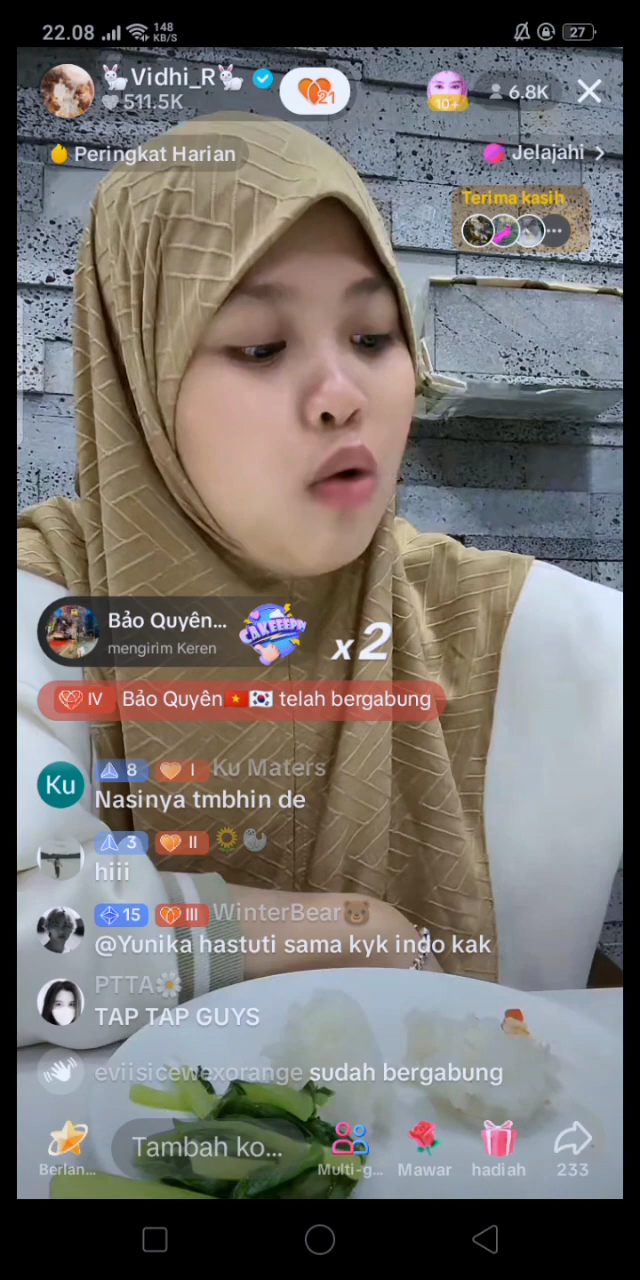 22.08
148
KB/S
27
Vidhi_R
511.5K
21
10+
6.8K
Peringkat Harian
Jelajahi
Terima kasih
Bảo Quyên...
mengirim Keren
CAKEEEPP
x2
IV Bảo Quyên🇻🇳🇰🇷 telah bergabung
Ku
8 I Ku Maters
Nasinya tmbhin de
3 II 🌻🦭
hiii
15 III WinterBear🐻
@Yunika hastuti sama kyk indo kak
PTTA🌼
TAP TAP GUYS
eviisicewexorange sudah bergabung
Tambah ko...
Berlan...
Multi-g...
Mawar
hadiah
233